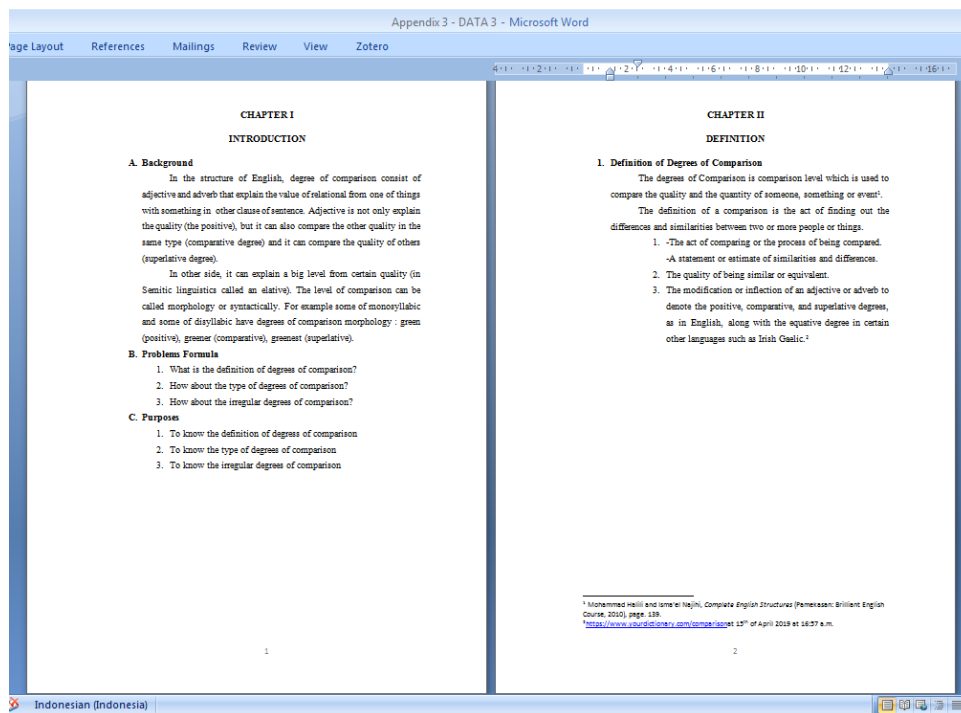 Appendix 3 - DATA 3 - Microsoft Word
Page Layout References Mailings Review View Zotero
CHAPTER I
INTRODUCTION
A. Background
In the structure of English, degree of comparison consist of
adjective and adverb that explain the value of relational from one of things
with something in other clause of sentence. Adjective is not only explain
the quality (the positive), but it can also compare the other quality in the
same type (comparative degree) and it can compare the quality of others
(superlative degree).
In other side, it can explain a big level from certain quality (in
Semitic linguistics called an elative). The level of comparison can be
called morphology or syntactically. For example some of monosyllabic
and some of disyllabic have degrees of comparison morphology : green
(positive), greener (comparative), greenest (superlative).
B. Problems Formula
1. What is the definition of degrees of comparison?
2. How about the type of degrees of comparison?
3. How about the irregular degrees of comparison?
C. Purposes
1. To know the definition of degress of comparison
2. To know the type of degrees of comparison
3. To know the irregular degrees of comparison
1
CHAPTER II
DEFINITION
1. Definition of Degrees of Comparison
The degrees of Comparison is comparison level which is used to
compare the quality and the quantity of someone, something or event¹.
The definition of a comparison is the act of finding out the
differences and similarities between two or more people or things.
1. -The act of comparing or the process of being compared.
-A statement or estimate of similarities and differences.
2. The quality of being similar or equivalent.
3. The modification or inflection of an adjective or adverb to
denote the positive, comparative, and superlative degrees,
as in English, along with the equative degree in certain
other languages such as Irish Gaelic.²
¹ Mohammad Halili and Isma'el Najihi, Complete English Structures (Pamekasan: Brilliant English
Course, 2010), page. 139.
² https://www.yourdictionary.com/comparisonat 15th of April 2019 at 16:57 a.m.
2
Indonesian (Indonesia)